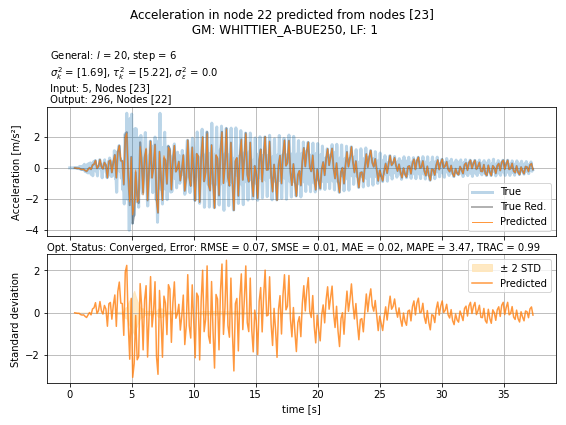 Acceleration in node 22 predicted from nodes [23]
GM: WHITTIER_A-BUE250, LF: 1
General: l = 20, step = 6
σ²ₖ = [1.69], τ²ₖ = [5.22], σ²ε = 0.0
Input: 5, Nodes [23]
Output: 296, Nodes [22]
Acceleration [m/s²]
2
0
−2
−4
True
True Red.
Predicted
Opt. Status: Converged, Error: RMSE = 0.07, SMSE = 0.01, MAE = 0.02, MAPE = 3.47, TRAC = 0.99
Standard deviation
2
0
−2
± 2 STD
Predicted
0 5 10 15 20 25 30 35
time [s]